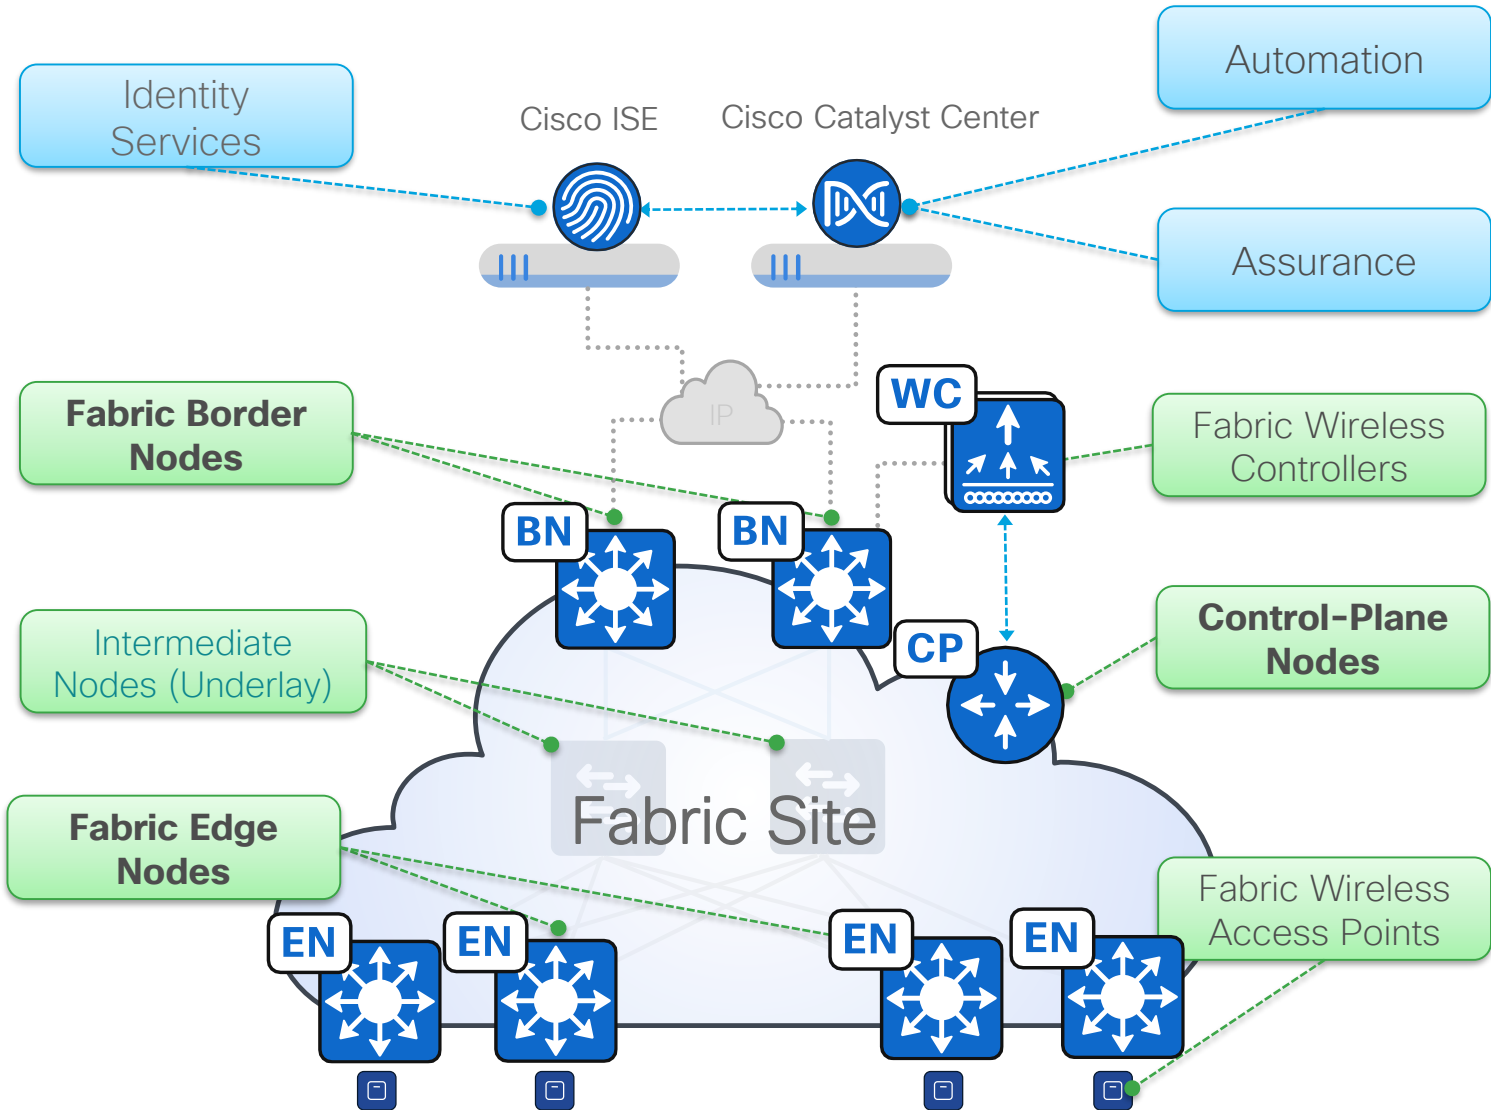 Automation
Identity
Services
Cisco ISE
Cisco Catalyst Center
Assurance
IP
WC
Fabric Border
Nodes
Fabric Wireless
Controllers
BN
BN
Intermediate
Nodes (Underlay)
CP
Control-Plane
Nodes
Fabric Site
Fabric Edge
Nodes
Fabric Wireless
Access Points
EN
EN
EN
EN